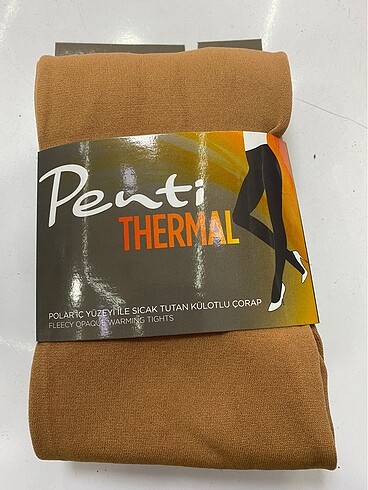 Penti
THERMAL
POLAR İÇ YÜZEYİ İLE SICAK TUTAN KÜLOTLU ÇORAP
FLEECY OPAQUE WARMING TIGHTS